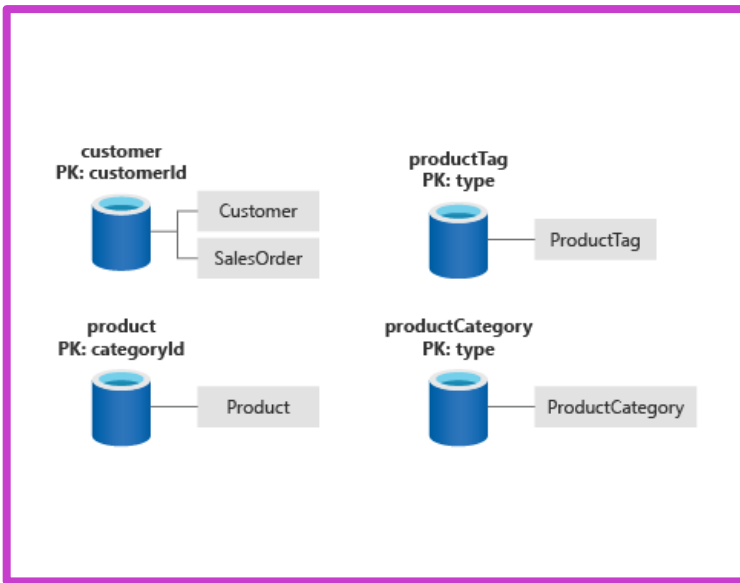 customer
PK: customerId
Customer
SalesOrder
productTag
PK: type
ProductTag
product
PK: categoryId
Product
productCategory
PK: type
ProductCategory